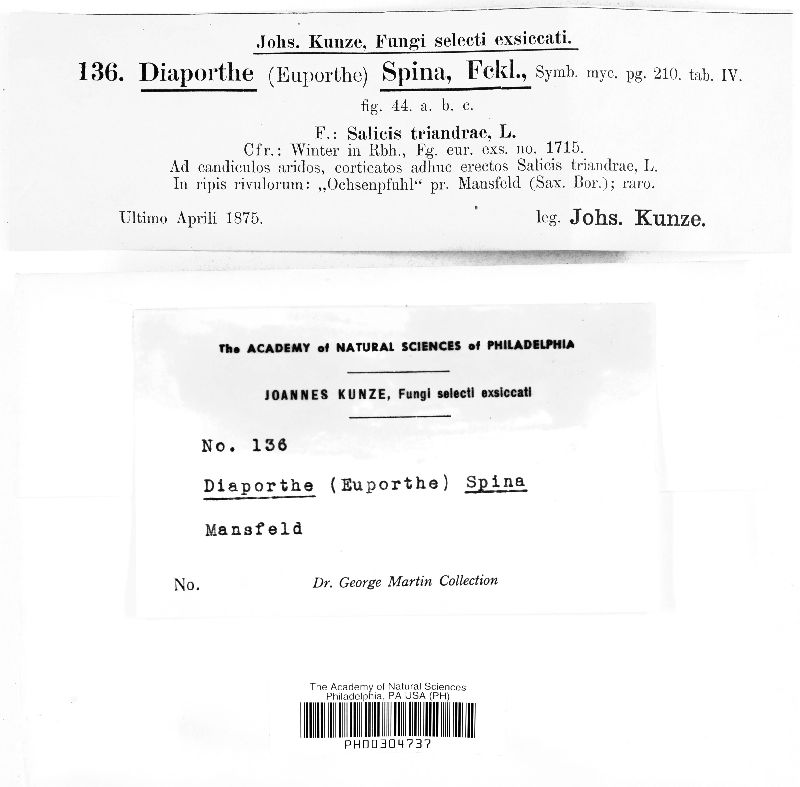 Johs. Kunze, Fungi selecti exsiccati.
136. Diaporthe (Euporthe) Spina, Fckl., Symb. myc. pg. 210. tab. IV.
fig. 44. a. b. c.
F.: Salicis triandrae, L.
Cfr.: Winter in Rbh., Fg. eur. exs. no. 1715.
Ad candiculos aridos, corticatos adhuc erectos Salicis triandrae, L.
In ripis rivulorum: „Ochsenpfuhl“ pr. Mansfeld (Sax. Bor.); raro.
Ultimo Aprili 1875. leg. Johs. Kunze.
The ACADEMY of NATURAL SCIENCES of PHILADELPHIA
JOANNES KUNZE, Fungi selecti exsiccati
No. 136
Diaporthe (Euporthe) Spina
Mansfeld
No. Dr. George Martin Collection
The Academy of Natural Sciences
Philadelphia, PA USA (PH)
PH00304737